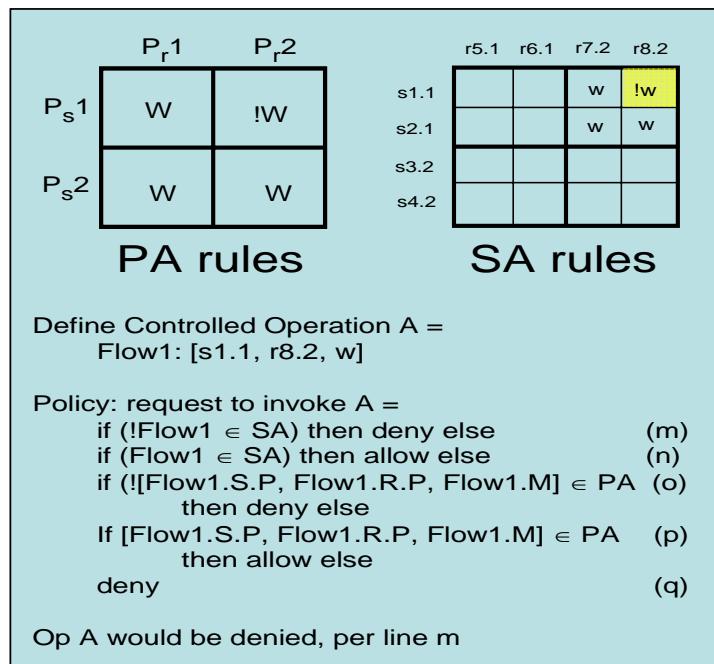 Pr1 Pr2
Ps1 W !W
Ps2 W W
PA rules
r5.1 r6.1 r7.2 r8.2
s1.1 w !w
s2.1 w w
s3.2
s4.2
SA rules
Define Controlled Operation A =
Flow1: [s1.1, r8.2, w]
Policy: request to invoke A =
if (!Flow1 ∈ SA) then deny else (m)
if (Flow1 ∈ SA) then allow else (n)
if (![Flow1.S.P, Flow1.R.P, Flow1.M] ∈ PA (o)
then deny else
If [Flow1.S.P, Flow1.R.P, Flow1.M] ∈ PA (p)
then allow else
deny (q)
Op A would be denied, per line m